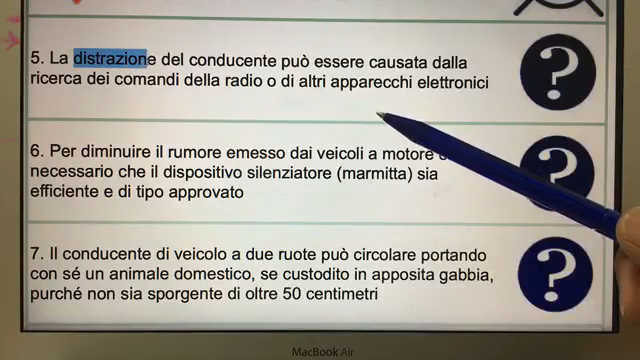 5. La distrazione del conducente può essere causata dalla
ricerca dei comandi della radio o di altri apparecchi elettronici
6. Per diminuire il rumore emesso dai veicoli a motore
necessario che il dispositivo silenziatore (marmitta) sia
efficiente e di tipo approvato
7. Il conducente di veicolo a due ruote può circolare portando
con sé un animale domestico, se custodito in apposita gabbia,
purché non sia sporgente di oltre 50 centimetri
?
?
?
MacBook Air